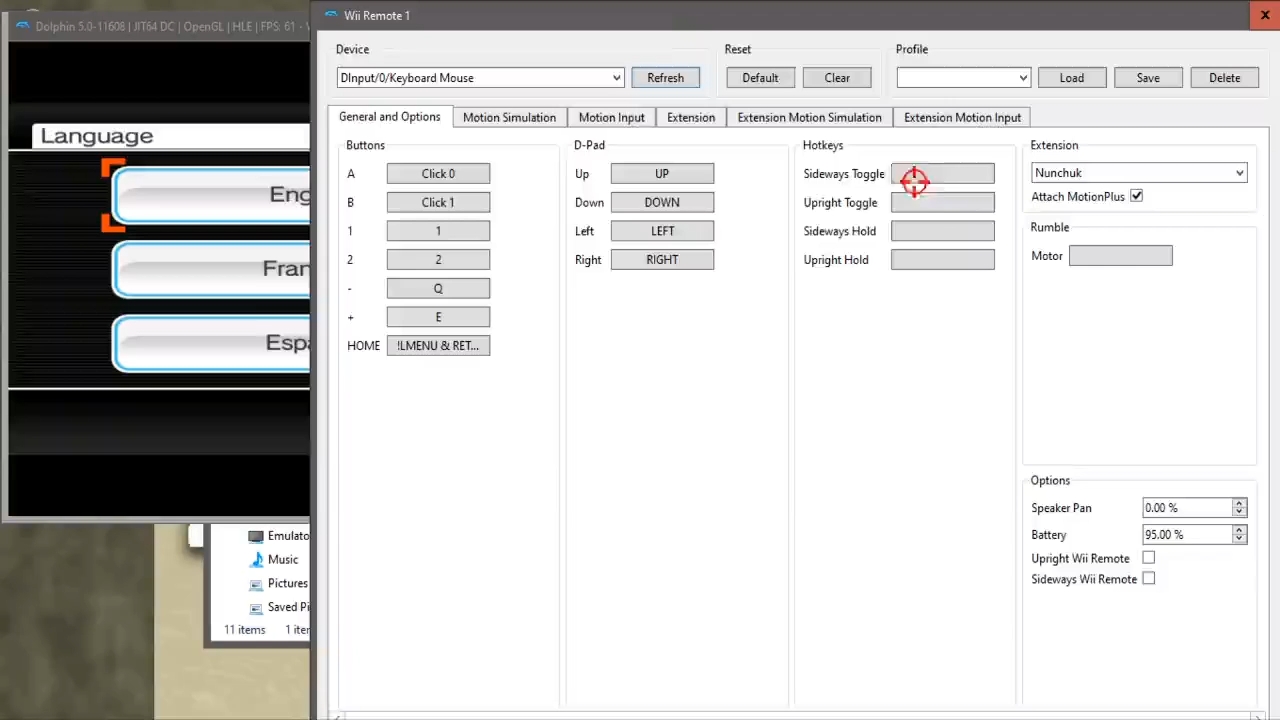 Dolphin 5.0-11608 | JIT64 DC | OpenGL | HLE | FPS: 61 -
Wii Remote 1
Device
Reset
Profile
DInput/0/Keyboard Mouse
Refresh
Default
Clear
Load
Save
Delete
General and Options
Motion Simulation
Motion Input
Extension
Extension Motion Simulation
Extension Motion Input
Language
Buttons
A Click 0
B Click 1
1 1
2 2
- Q
+ E
HOME !LMENU & RET...
D-Pad
Up UP
Down DOWN
Left LEFT
Right RIGHT
Hotkeys
Sideways Toggle
Upright Toggle
Sideways Hold
Upright Hold
Extension
Nunchuk
Attach MotionPlus
Rumble
Motor
Options
Speaker Pan 0.00 %
Battery 95.00 %
Upright Wii Remote
Sideways Wii Remote
Eng
Fran
Espa
Emulato
Music
Pictures
Saved Pi
11 items 1 iter